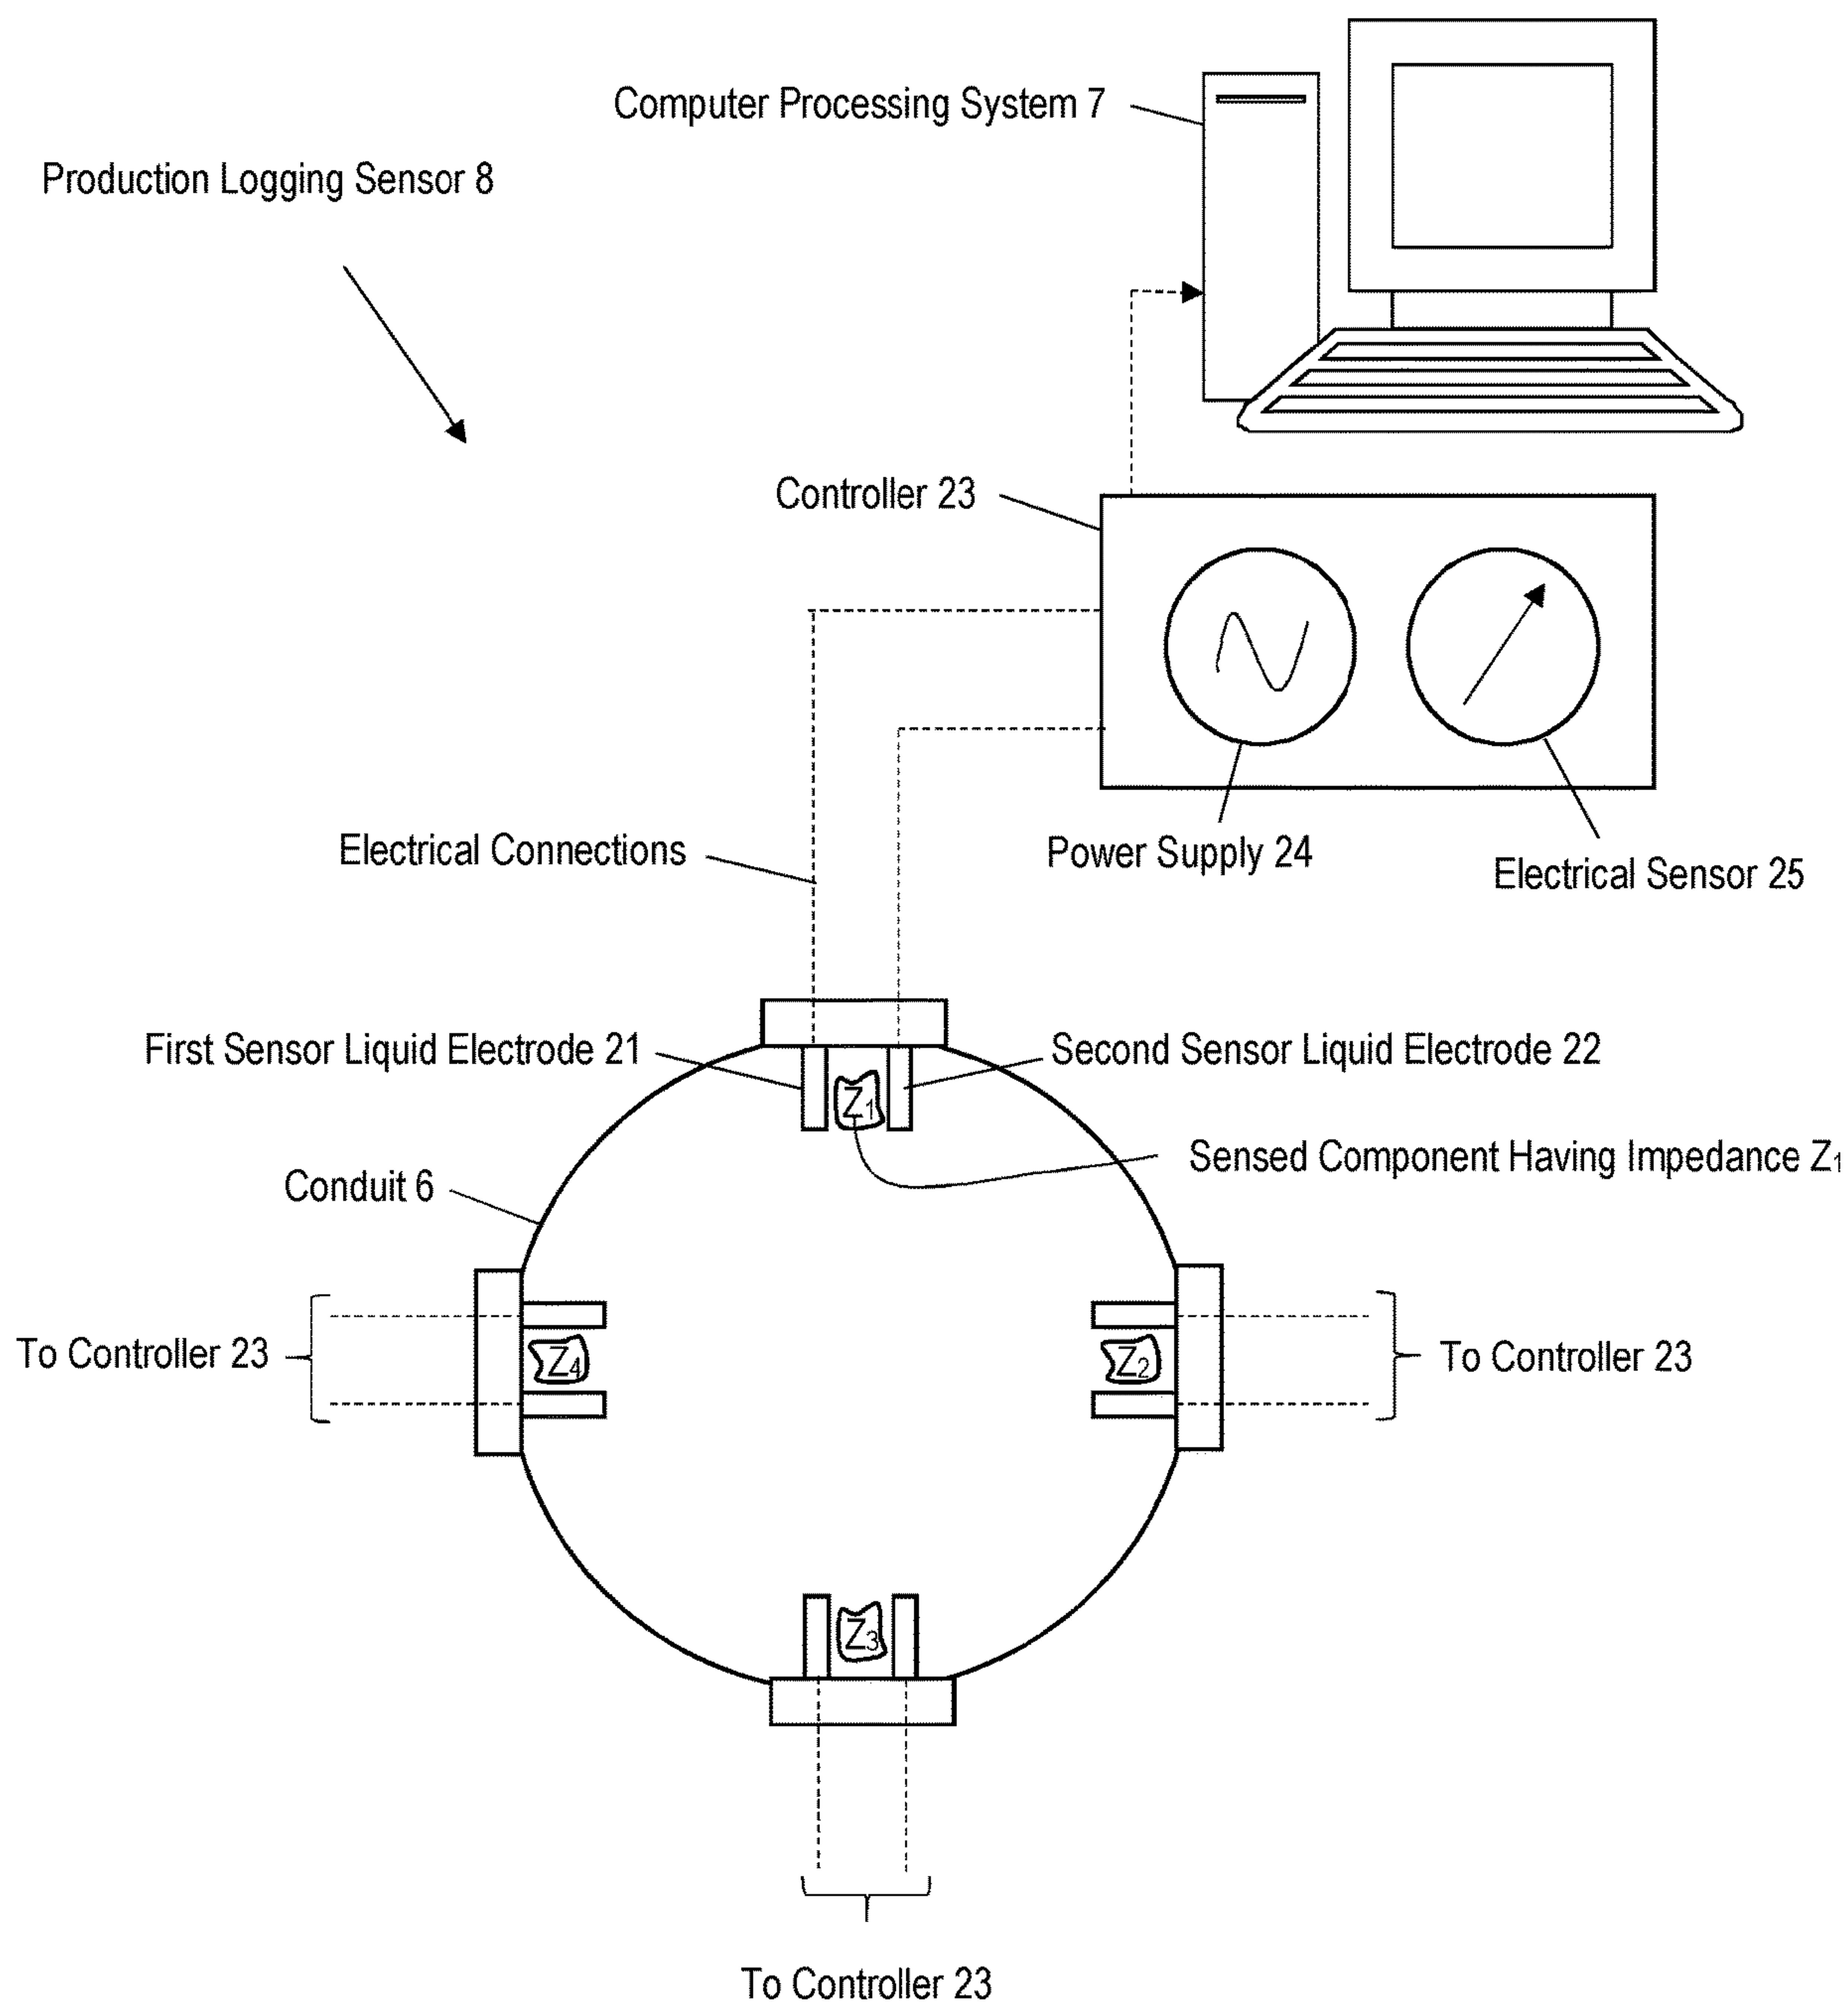 Computer Processing System 7
Production Logging Sensor 8
Controller 23
Electrical Connections
Power Supply 24
Electrical Sensor 25
First Sensor Liquid Electrode 21
Second Sensor Liquid Electrode 22
Z1
Sensed Component Having Impedance Z1
Conduit 6
To Controller 23
Z4
Z2
To Controller 23
Z3
To Controller 23